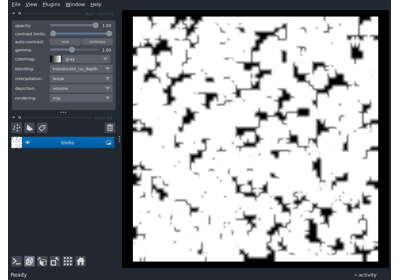 File View Plugins Window Help
opacity: 1.00
contrast limits:
auto-contrast: once continuous
gamma: 1.00
colormap: gray
blending: translucent_no_depth
interpolation: linear
depiction: volume
rendering: mip
blobs
Ready
activity